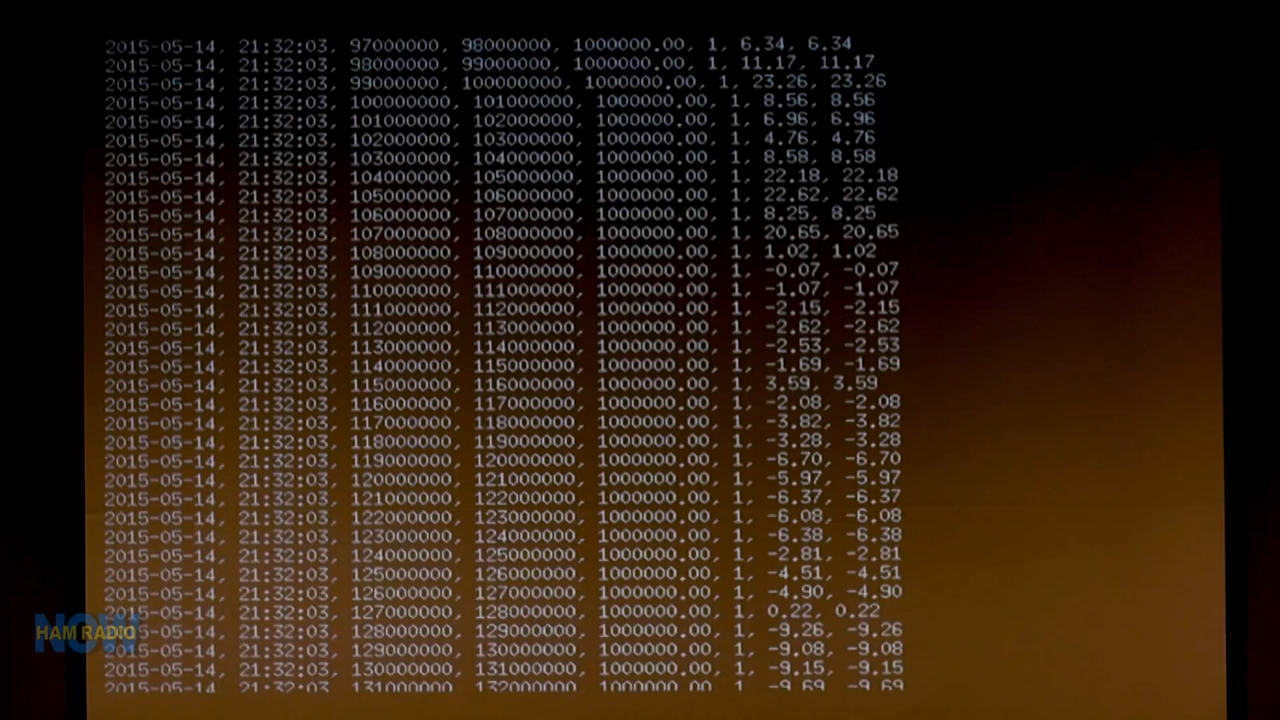 2015-05-14, 21:32:03, 97000000, 98000000, 1000000.00, 1, 6.34, 6.34
2015-05-14, 21:32:03, 98000000, 99000000, 1000000.00, 1, 11.17, 11.17
2015-05-14, 21:32:03, 99000000, 100000000, 1000000.00, 1, 23.26, 23.26
2015-05-14, 21:32:03, 100000000, 101000000, 1000000.00, 1, 8.56, 8.56
2015-05-14, 21:32:03, 101000000, 102000000, 1000000.00, 1, 6.96, 6.96
2015-05-14, 21:32:03, 102000000, 103000000, 1000000.00, 1, 4.76, 4.76
2015-05-14, 21:32:03, 103000000, 104000000, 1000000.00, 1, 8.58, 8.58
2015-05-14, 21:32:03, 104000000, 105000000, 1000000.00, 1, 22.18, 22.18
2015-05-14, 21:32:03, 105000000, 106000000, 1000000.00, 1, 22.62, 22.62
2015-05-14, 21:32:03, 106000000, 107000000, 1000000.00, 1, 8.25, 8.25
2015-05-14, 21:32:03, 107000000, 108000000, 1000000.00, 1, 20.65, 20.65
2015-05-14, 21:32:03, 108000000, 109000000, 1000000.00, 1, 1.02, 1.02
2015-05-14, 21:32:03, 109000000, 110000000, 1000000.00, 1, -0.07, -0.07
2015-05-14, 21:32:03, 110000000, 111000000, 1000000.00, 1, -1.07, -1.07
2015-05-14, 21:32:03, 111000000, 112000000, 1000000.00, 1, -2.15, -2.15
2015-05-14, 21:32:03, 112000000, 113000000, 1000000.00, 1, -2.62, -2.62
2015-05-14, 21:32:03, 113000000, 114000000, 1000000.00, 1, -2.53, -2.53
2015-05-14, 21:32:03, 114000000, 115000000, 1000000.00, 1, -1.69, -1.69
2015-05-14, 21:32:03, 115000000, 116000000, 1000000.00, 1, 3.59, 3.59
2015-05-14, 21:32:03, 116000000, 117000000, 1000000.00, 1, -2.08, -2.08
2015-05-14, 21:32:03, 117000000, 118000000, 1000000.00, 1, -3.82, -3.82
2015-05-14, 21:32:03, 118000000, 119000000, 1000000.00, 1, -3.28, -3.28
2015-05-14, 21:32:03, 119000000, 120000000, 1000000.00, 1, -6.70, -6.70
2015-05-14, 21:32:03, 120000000, 121000000, 1000000.00, 1, -5.97, -5.97
2015-05-14, 21:32:03, 121000000, 122000000, 1000000.00, 1, -6.37, -6.37
2015-05-14, 21:32:03, 122000000, 123000000, 1000000.00, 1, -6.08, -6.08
2015-05-14, 21:32:03, 123000000, 124000000, 1000000.00, 1, -6.38, -6.38
2015-05-14, 21:32:03, 124000000, 125000000, 1000000.00, 1, -2.81, -2.81
2015-05-14, 21:32:03, 125000000, 126000000, 1000000.00, 1, -4.51, -4.51
2015-05-14, 21:32:03, 126000000, 127000000, 1000000.00, 1, -4.90, -4.90
2015-05-14, 21:32:03, 127000000, 128000000, 1000000.00, 1, 0.22, 0.22
2015-05-14, 21:32:03, 128000000, 129000000, 1000000.00, 1, -9.26, -9.26
2015-05-14, 21:32:03, 129000000, 130000000, 1000000.00, 1, -9.08, -9.08
2015-05-14, 21:32:03, 130000000, 131000000, 1000000.00, 1, -9.15, -9.15
2015-05-14, 21:32:03, 131000000, 132000000, 1000000.00, 1, -9.69, -9.69
HAM RADIO
NOW